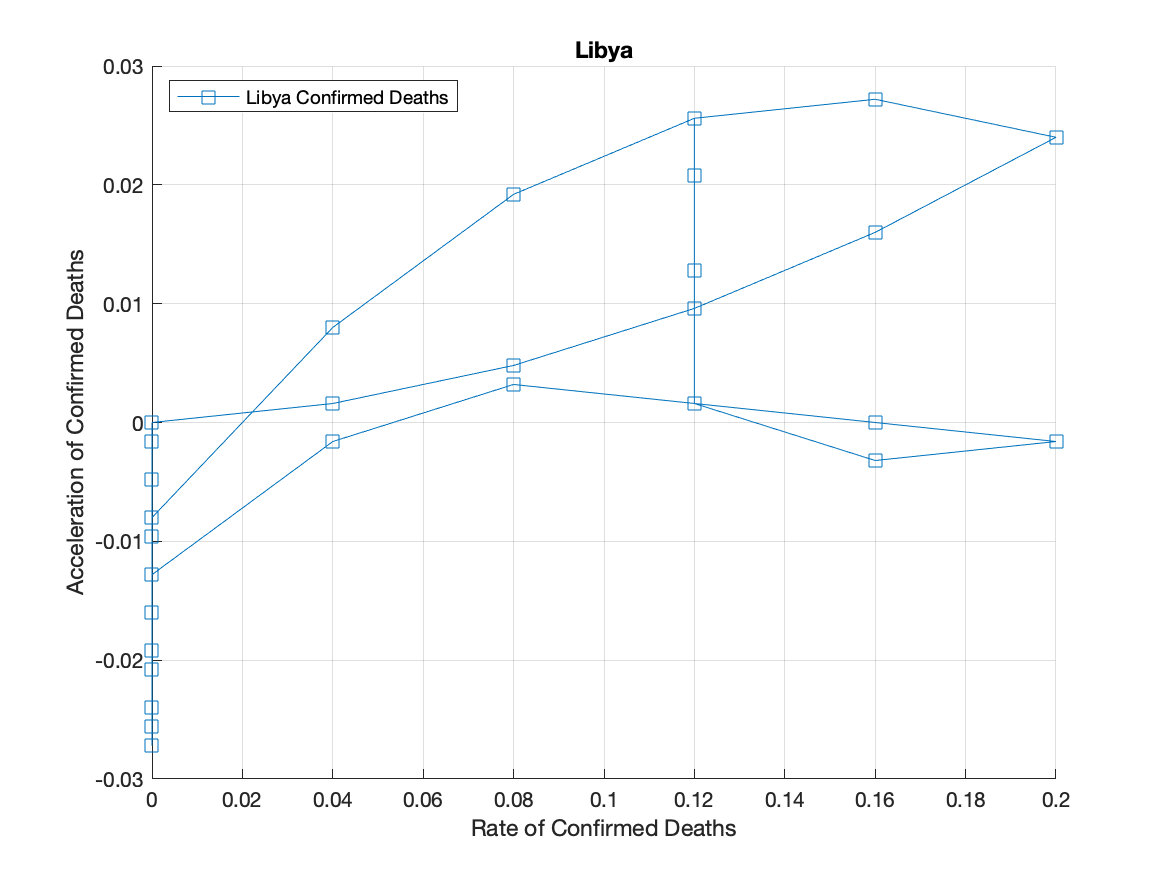 Libya
Libya Confirmed Deaths
0.03
0.02
0.01
0
-0.01
-0.02
-0.03
Acceleration of Confirmed Deaths
0 0.02 0.04 0.06 0.08 0.1 0.12 0.14 0.16 0.18 0.2
Rate of Confirmed Deaths